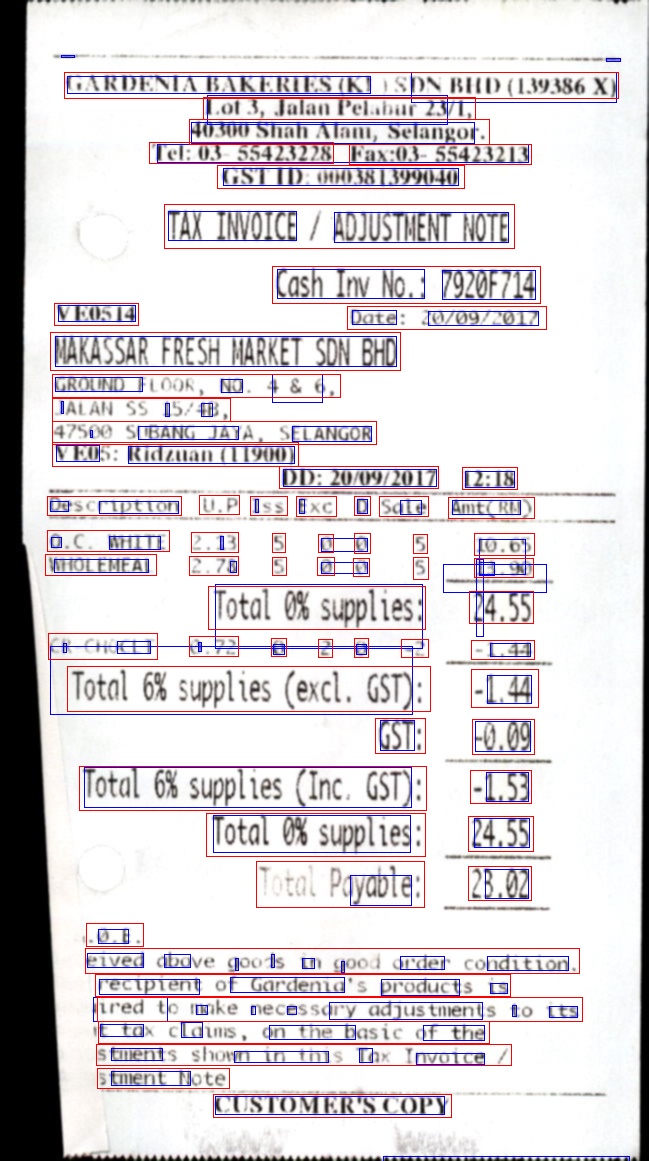 GARDENIA BAKERIES (KL) SDN BHD (139386 X)
Lot 3, Jalan Pelabur 23/1,
40300 Shah Alam, Selangor.
Tel: 03- 55423228 Fax:03- 55423213
GST ID: 000381399040
TAX INVOICE / ADJUSTMENT NOTE
Cash Inv No.: 7920F714
VE0514 Date: 20/09/2017
MAKASSAR FRESH MARKET SDN BHD
GROUND FLOOR, NO. 4 & 6,
JALAN SS 15/4B,
47500 SUBANG JAYA, SELANGOR
VE05: Ridzuan (11900)
DD: 20/09/2017 12:18
Description U.P Iss Exc D Sale Amt(RM)
O.C. WHITE 2.13 5 0 0 5 10.65
WHOLEMEAL 2.78 5 0 0 5 13.90
Total 0% supplies: 24.55
CR-CHOCLT 0.72 0 2 0 -2 -1.44
Total 6% supplies (excl. GST): -1.44
GST: -0.09
Total 6% supplies (Inc. GST): -1.53
Total 0% supplies: 24.55
Total Payable: 23.02
.O.E.
eived above goods in good order condition.
recipient of Gardenia's products is
ired to make necessary adjustments to its
t tax claims, on the basic of the
stments shown in this Tax Invoice /
stment Note
CUSTOMER'S COPY